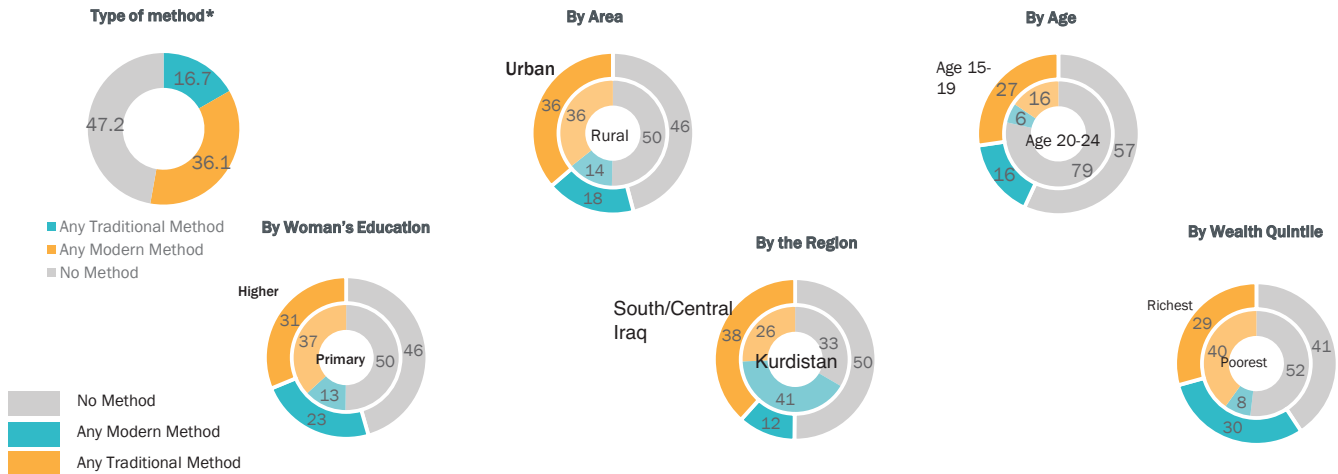 Type of method*
16.7
47.2
36.1
Any Traditional Method
Any Modern Method
No Method
By Area
Urban
36
36
Rural
50
46
14
18
By Age
Age 15-
19
27
16
6
Age 20-24
57
16
79
By Woman's Education
Higher
31
37
Primary
50
46
13
23
By the Region
South/Central
Iraq
38
26
33
Kurdistan
50
41
12
By Wealth Quintile
Richest
29
40
Poorest
52
41
8
30
No Method
Any Modern Method
Any Traditional Method